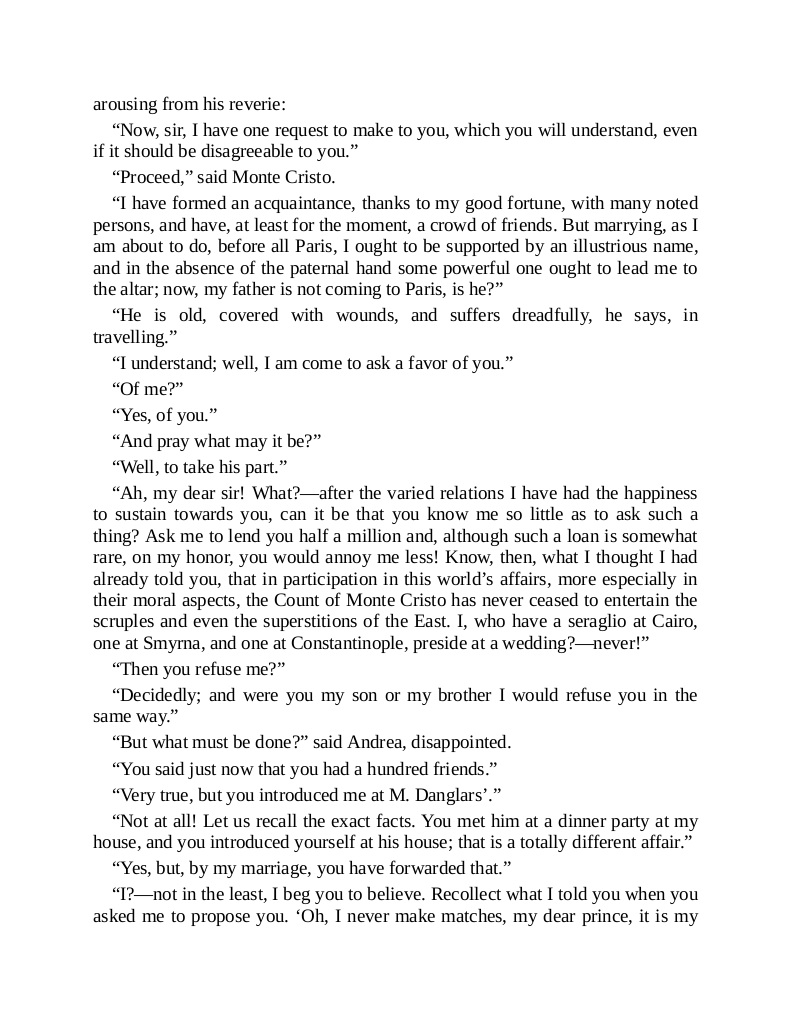 arousing from his reverie:
“Now, sir, I have one request to make to you, which you will understand, even
if it should be disagreeable to you.”
“Proceed,” said Monte Cristo.
“I have formed an acquaintance, thanks to my good fortune, with many noted
persons, and have, at least for the moment, a crowd of friends. But marrying, as I
am about to do, before all Paris, I ought to be supported by an illustrious name,
and in the absence of the paternal hand some powerful one ought to lead me to
the altar; now, my father is not coming to Paris, is he?”
“He is old, covered with wounds, and suffers dreadfully, he says, in
travelling.”
“I understand; well, I am come to ask a favor of you.”
“Of me?”
“Yes, of you.”
“And pray what may it be?”
“Well, to take his part.”
“Ah, my dear sir! What?—after the varied relations I have had the happiness
to sustain towards you, can it be that you know me so little as to ask such a
thing? Ask me to lend you half a million and, although such a loan is somewhat
rare, on my honor, you would annoy me less! Know, then, what I thought I had
already told you, that in participation in this world’s affairs, more especially in
their moral aspects, the Count of Monte Cristo has never ceased to entertain the
scruples and even the superstitions of the East. I, who have a seraglio at Cairo,
one at Smyrna, and one at Constantinople, preside at a wedding?—never!”
“Then you refuse me?”
“Decidedly; and were you my son or my brother I would refuse you in the
same way.”
“But what must be done?” said Andrea, disappointed.
“You said just now that you had a hundred friends.”
“Very true, but you introduced me at M. Danglars’.”
“Not at all! Let us recall the exact facts. You met him at a dinner party at my
house, and you introduced yourself at his house; that is a totally different affair.”
“Yes, but, by my marriage, you have forwarded that.”
“I?—not in the least, I beg you to believe. Recollect what I told you when you
asked me to propose you. ‘Oh, I never make matches, my dear prince, it is my